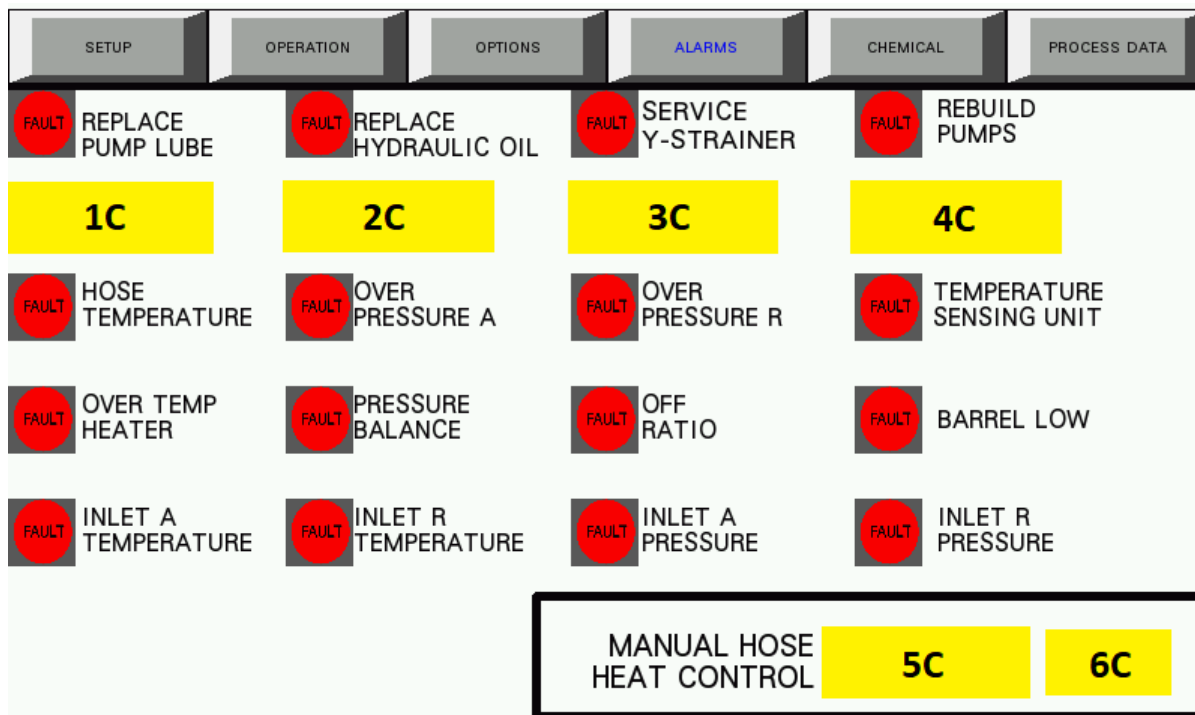 SETUP OPERATION OPTIONS ALARMS CHEMICAL PROCESS DATA
FAULT REPLACE
PUMP LUBE
FAULT REPLACE
HYDRAULIC OIL
FAULT SERVICE
Y-STRAINER
FAULT REBUILD
PUMPS
1C 2C 3C 4C
FAULT HOSE
TEMPERATURE
FAULT OVER
PRESSURE A
FAULT OVER
PRESSURE R
FAULT TEMPERATURE
SENSING UNIT
FAULT OVER TEMP
HEATER
FAULT PRESSURE
BALANCE
FAULT OFF
RATIO
FAULT BARREL LOW
FAULT INLET A
TEMPERATURE
FAULT INLET R
TEMPERATURE
FAULT INLET A
PRESSURE
FAULT INLET R
PRESSURE
MANUAL HOSE
HEAT CONTROL 5C 6C